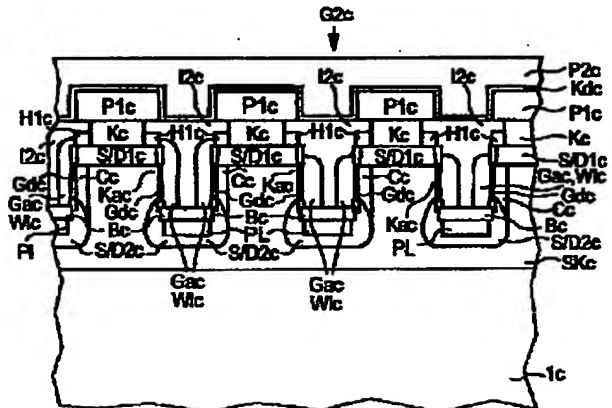 G2c
I2c I2c I2c P2c
Kdc
P1c P1c P1c P1c
H1c Kc H1c Kc H1c Kc H1c Kc
I2c S/D1c S/D1c S/D1c S/D1c
Gdc Cc Kac Cc Kac Cc Gac, Wlc
Gac Gdc Gdc Gdc Gdc
Wlc Bc Bc Kac Cc
PL PL Bc
Bc PL S/D2c
S/D2c S/D2c SKc
Gac Gac
Wlc Wlc
1c